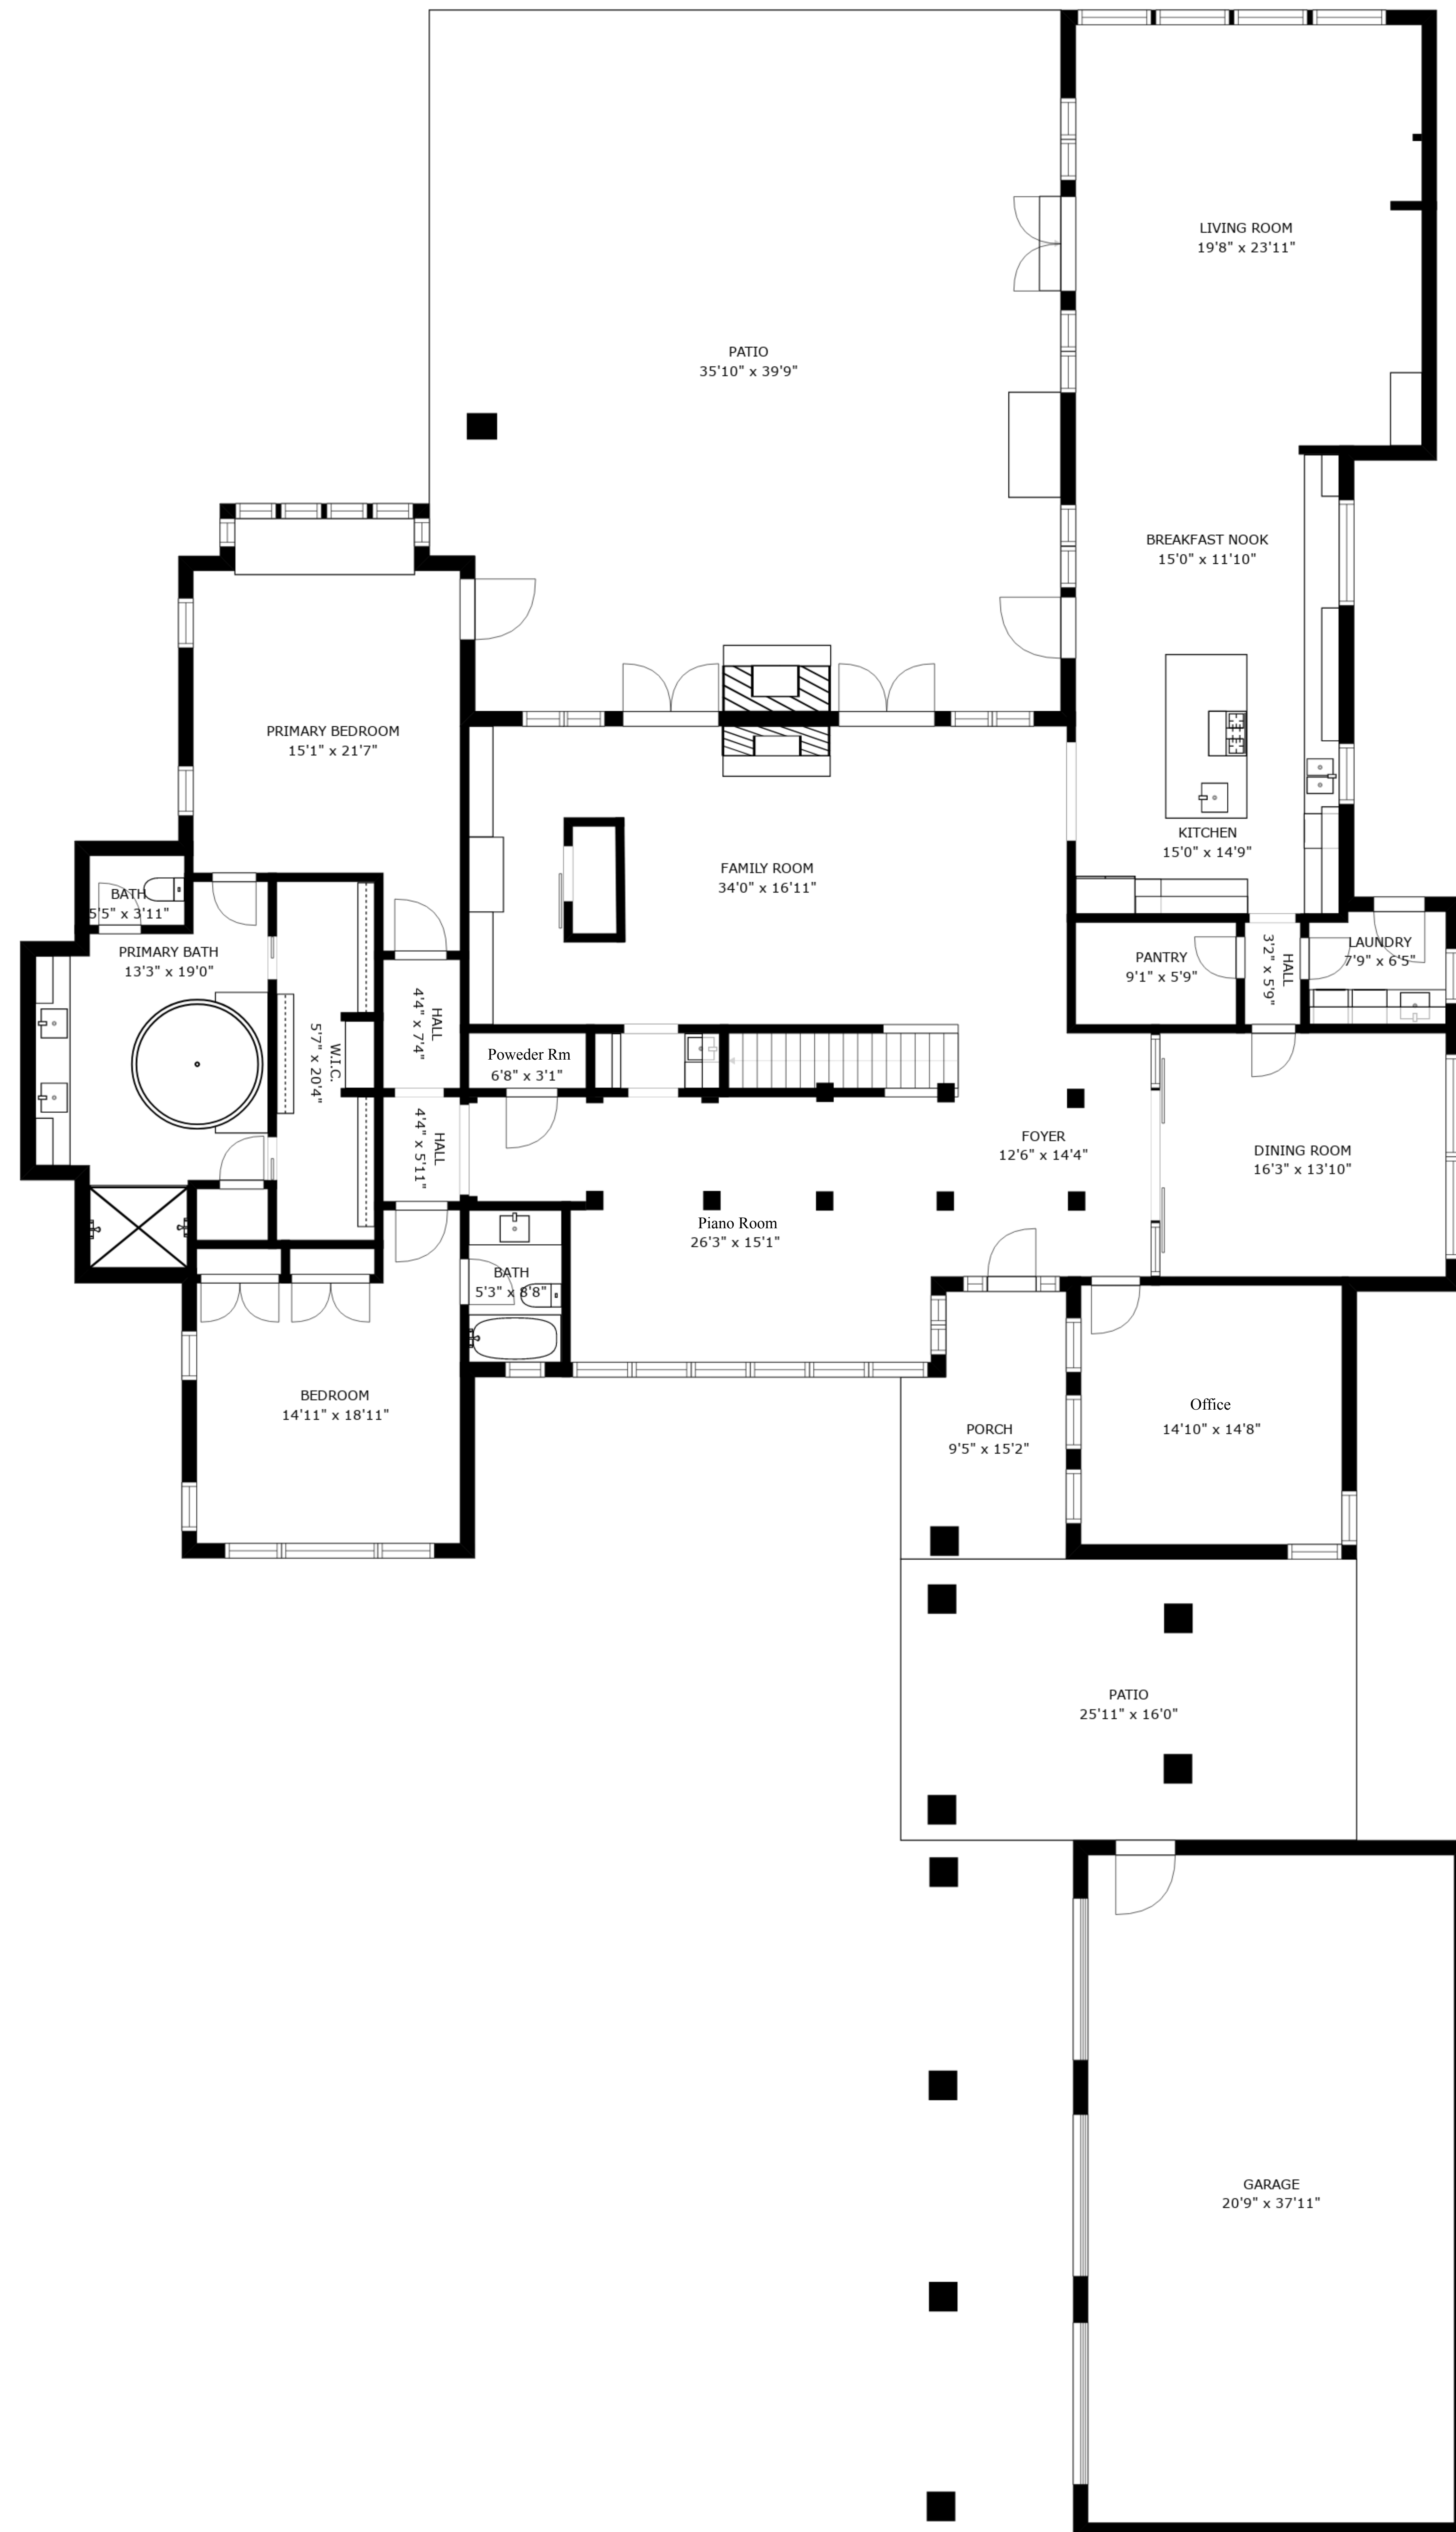 LIVING ROOM
19'8" x 23'11"
PATIO
35'10" x 39'9"
BREAKFAST NOOK
15'0" x 11'10"
PRIMARY BEDROOM
15'1" x 21'7"
KITCHEN
15'0" x 14'9"
FAMILY ROOM
34'0" x 16'11"
BATH
5'5" x 3'11"
PRIMARY BATH
13'3" x 19'0"
W.I.C.
5'7" x 20'4"
HALL
4'4" x 7'4"
PANTRY
9'1" x 5'9"
HALL
3'2" x 5'9"
LAUNDRY
7'9" x 6'5"
Poweder Rm
6'8" x 3'1"
HALL
4'4" x 5'11"
FOYER
12'6" x 14'4"
DINING ROOM
16'3" x 13'10"
Piano Room
26'3" x 15'1"
BATH
5'3" x 8'8"
BEDROOM
14'11" x 18'11"
PORCH
9'5" x 15'2"
Office
14'10" x 14'8"
PATIO
25'11" x 16'0"
GARAGE
20'9" x 37'11"